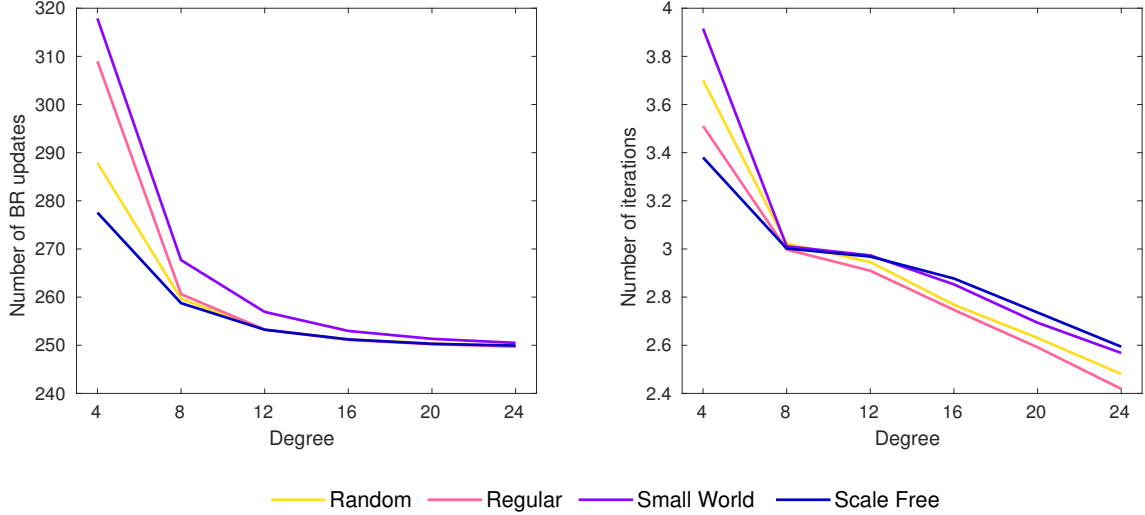 320
310
300
290
280
270
260
250
240
Number of BR updates
4 8 12 16 20 24
Degree
4
3.8
3.6
3.4
3.2
3
2.8
2.6
2.4
Number of iterations
4 8 12 16 20 24
Degree
Random Regular Small World Scale Free